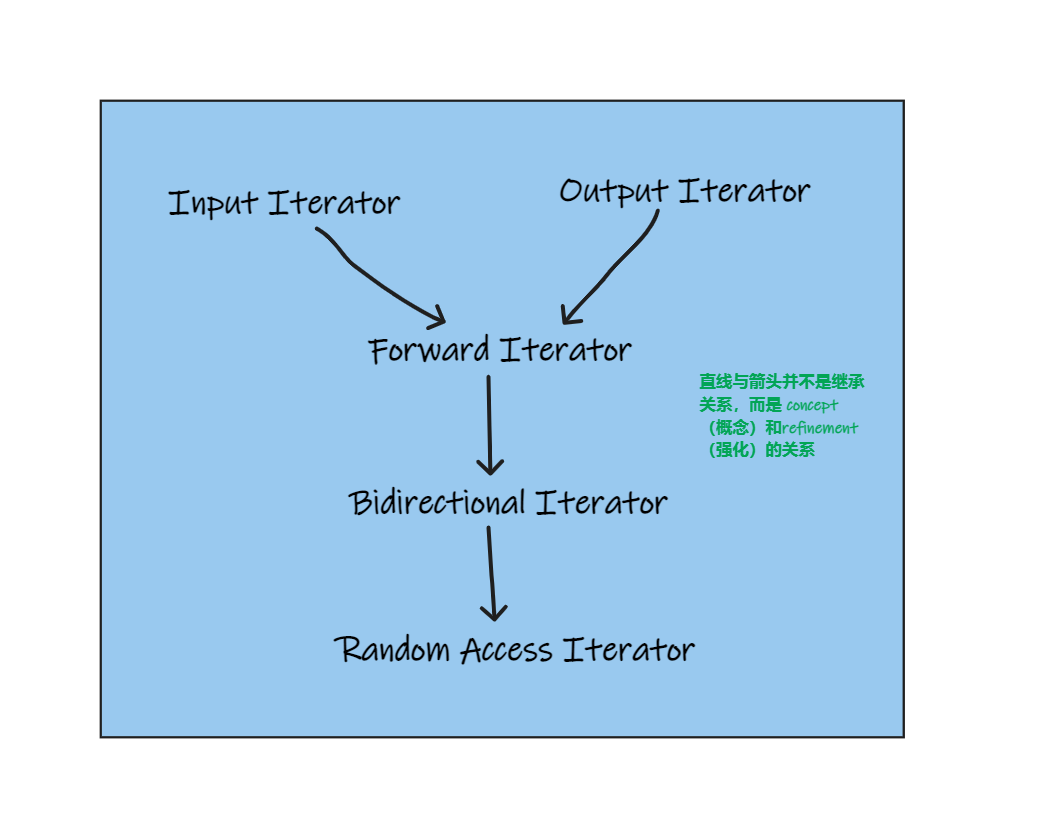 Input Iterator
Output Iterator
Forward Iterator
直线与箭头并不是继承
关系，而是 concept
（概念）和refinement
（强化）的关系
Bidirectional Iterator
Random Access Iterator